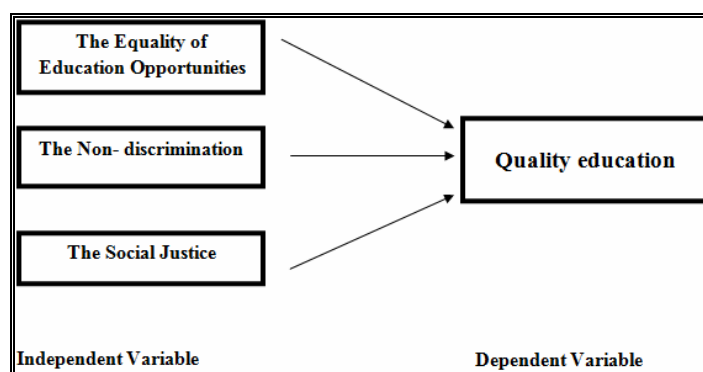 The Equality of
Education Opportunities
The Non- discrimination
Quality education
The Social Justice
Independent Variable
Dependent Variable